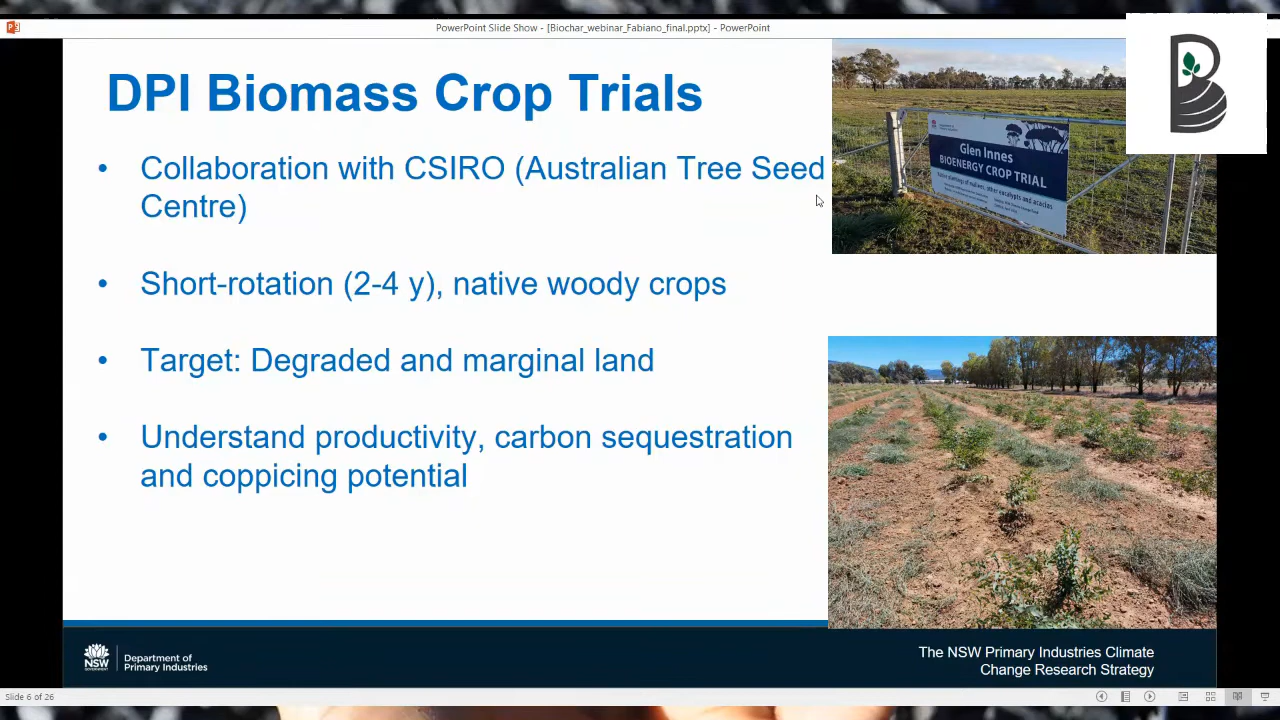 PowerPoint Slide Show - [Biochar_webinar_Fabiano_final.pptx] - PowerPoint
DPI Biomass Crop Trials
• Collaboration with CSIRO (Australian Tree Seed
Centre)
• Short-rotation (2-4 y), native woody crops
• Target: Degraded and marginal land
• Understand productivity, carbon sequestration
and coppicing potential
Glen Innes
BIOENERGY CROP TRIAL
NSW
GOVERNMENT
Department of
Primary Industries
The NSW Primary Industries Climate
Change Research Strategy
Slide 6 of 26